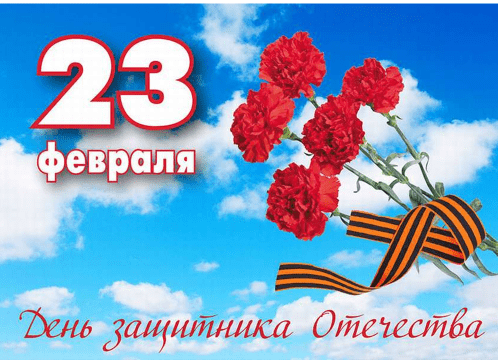 23
февраля
День защитника Отечества